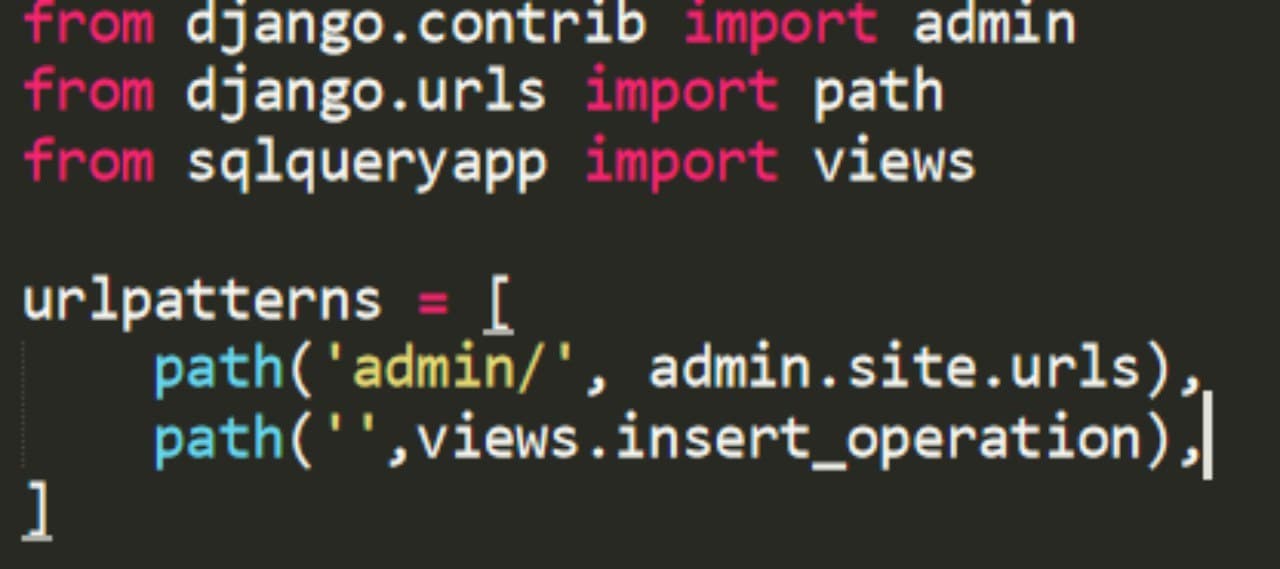 from django.contrib import admin
from django.urls import path
from sqlqueryapp import views

urlpatterns = [
    path('admin/', admin.site.urls),
    path('',views.insert_operation),
]